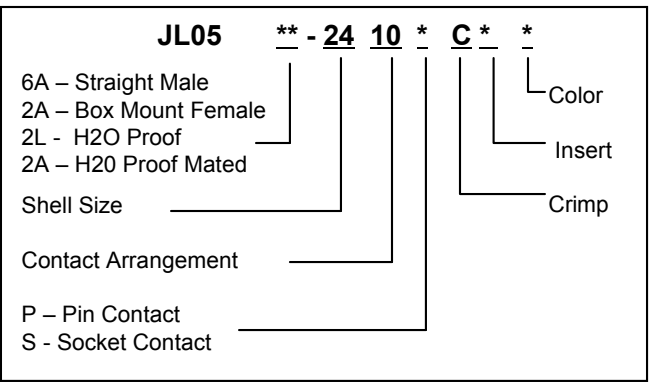 JL05 ** - 24 10 * C * *
6A – Straight Male
2A – Box Mount Female
2L - H2O Proof
2A – H20 Proof Mated
Color
Insert
Shell Size
Crimp
Contact Arrangement
P – Pin Contact
S - Socket Contact